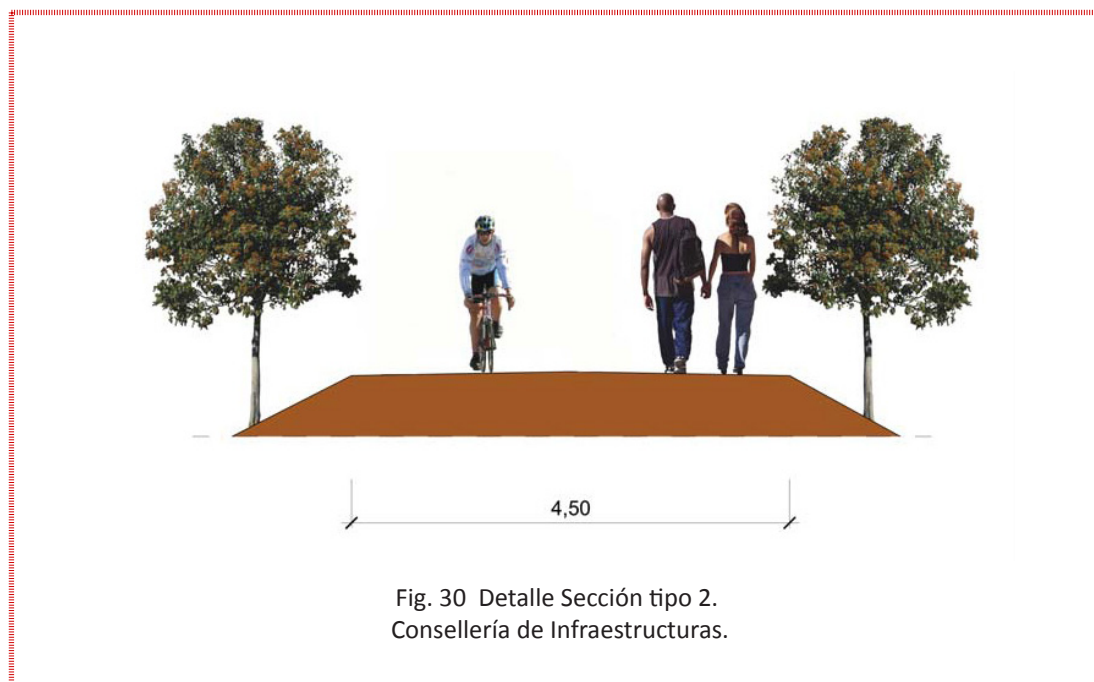 4,50
Fig. 30 Detalle Sección tipo 2.
Consellería de Infraestructuras.